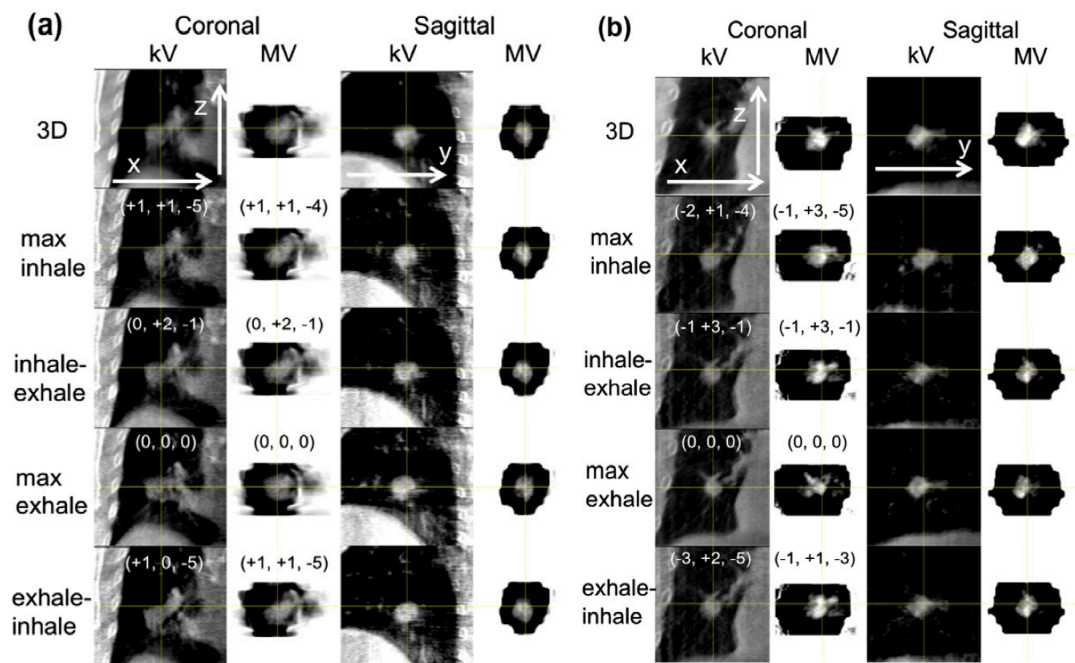 (a)
Coronal Sagittal
kV MV kV MV
3D
z
x
y
max
inhale
(+1, +1, -5) (+1, +1, -4)
inhale-
exhale
(0, +2, -1) (0, +2, -1)
max
exhale
(0, 0, 0) (0, 0, 0)
exhale-
inhale
(+1, 0, -5) (+1, +1, -5)
(b)
Coronal Sagittal
kV MV kV MV
3D
z
x
y
max
inhale
(-2, +1, -4) (-1, +3, -5)
inhale-
exhale
(-1 +3, -1) (-1, +3, -1)
max
exhale
(0, 0, 0) (0, 0, 0)
exhale-
inhale
(-3, +2, -5) (-1, +1, -3)